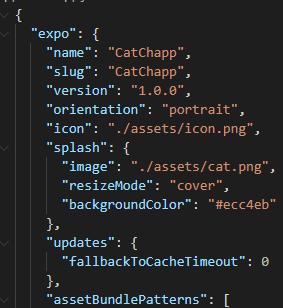 {
"expo": {
"name": "CatChapp",
"slug": "CatChapp",
"version": "1.0.0",
"orientation": "portrait",
"icon": "./assets/icon.png",
"splash": {
"image": "./assets/cat.png",
"resizeMode": "cover",
"backgroundColor": "#ecc4eb"
},
"updates": {
"fallbackToCacheTimeout": 0
},
"assetBundlePatterns": [